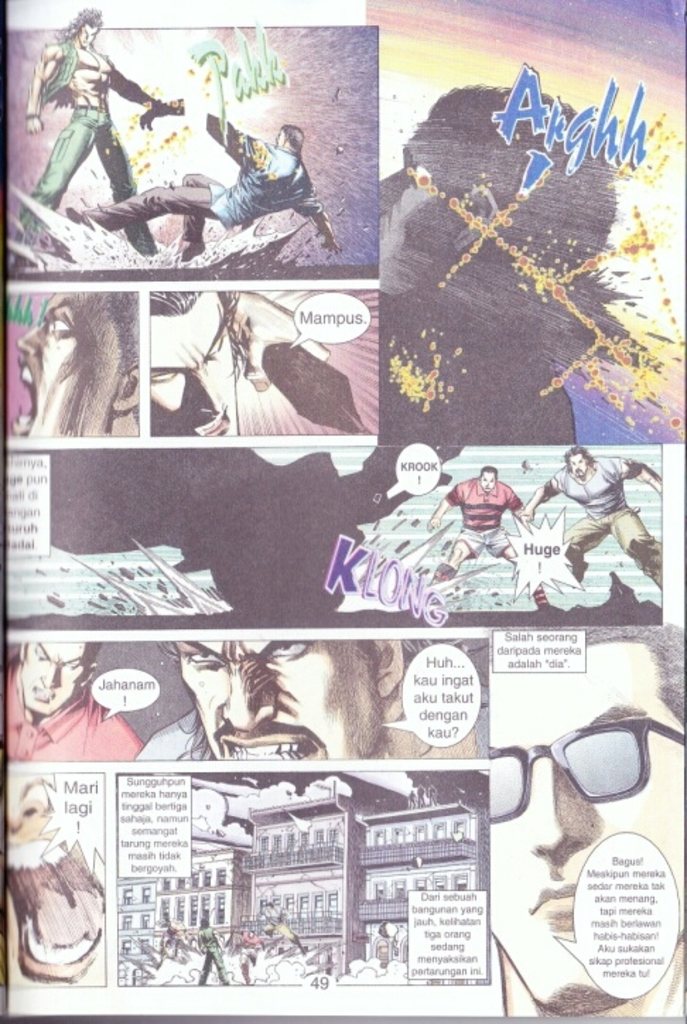 Pakk
Arghh
hh !
Mampus.
KROOK
!
pun
di
Huge
!
KLONG
Jahanam
!
Huh...
kau ingat
aku takut
dengan
kau?
Salah seorang
daripada mereka
adalah "dia".
Mari
lagi
!
Sungguhpun
mereka hanya
tinggal bertiga
sahaja, namun
semangat
tarung mereka
masih tidak
bergoyah.
Dari sebuah
bangunan yang
jauh, kelihatan
tiga orang
sedang
menyaksikan
pertarungan ini.
Bagus!
Meskipun mereka
sedar mereka tak
akan menang,
tapi mereka
masih berlawan
habis-habisan!
Aku sukakan
sikap profesional
mereka tu!
49